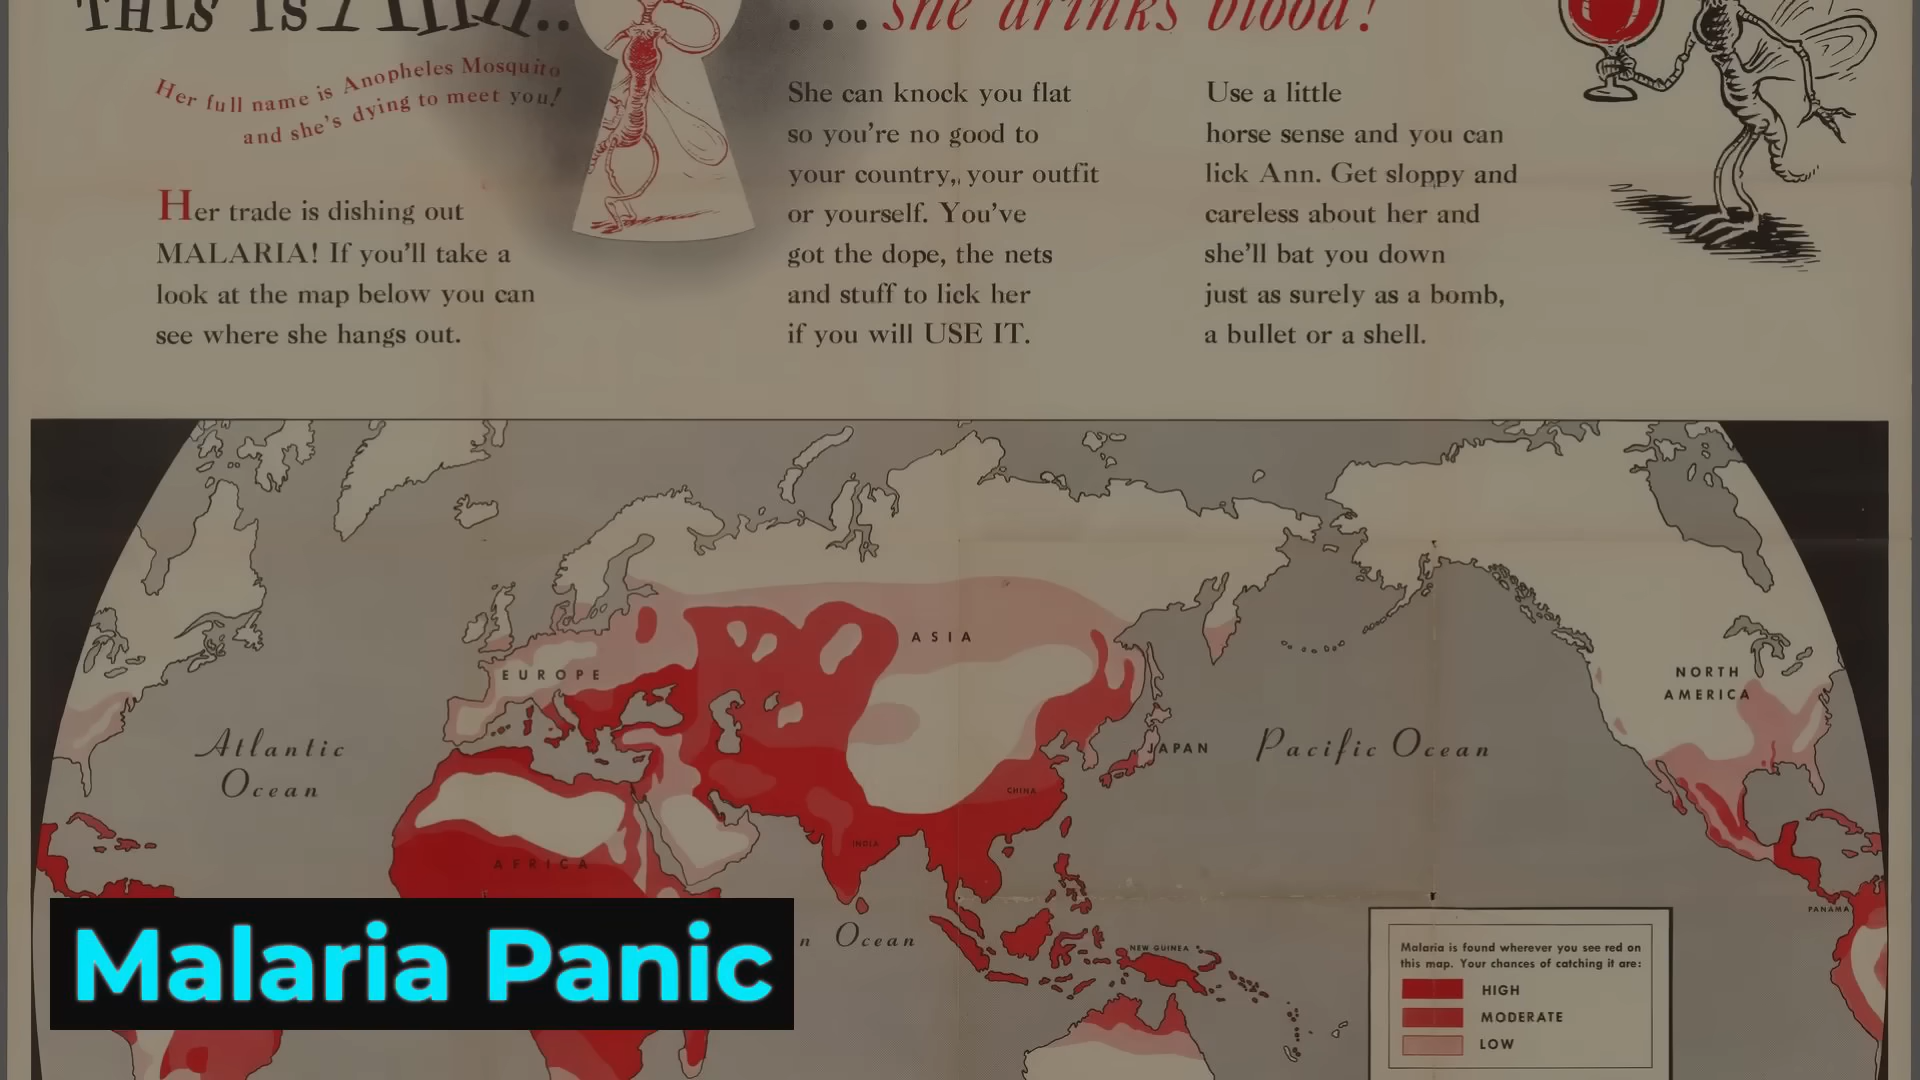 THIS IS Ann..
...she drinks blood!
Her full name is Anopheles Mosquito
and she's dying to meet you!
Her trade is dishing out
MALARIA! If you'll take a
look at the map below you can
see where she hangs out.
She can knock you flat
so you're no good to
your country, your outfit
or yourself. You've
got the dope, the nets
and stuff to lick her
if you will USE IT.
Use a little
horse sense and you can
lick Ann. Get sloppy and
careless about her and
she'll bat you down
just as surely as a bomb,
a bullet or a shell.
ASIA
EUROPE
NORTH
AMERICA
Atlantic
Ocean
JAPAN
Pacific Ocean
CHINA
INDIA
AFRICA
PANAMA
n Ocean
NEW GUINEA
Malaria is found wherever you see red on
this map. Your chances of catching it are:
HIGH
MODERATE
LOW
Malaria Panic